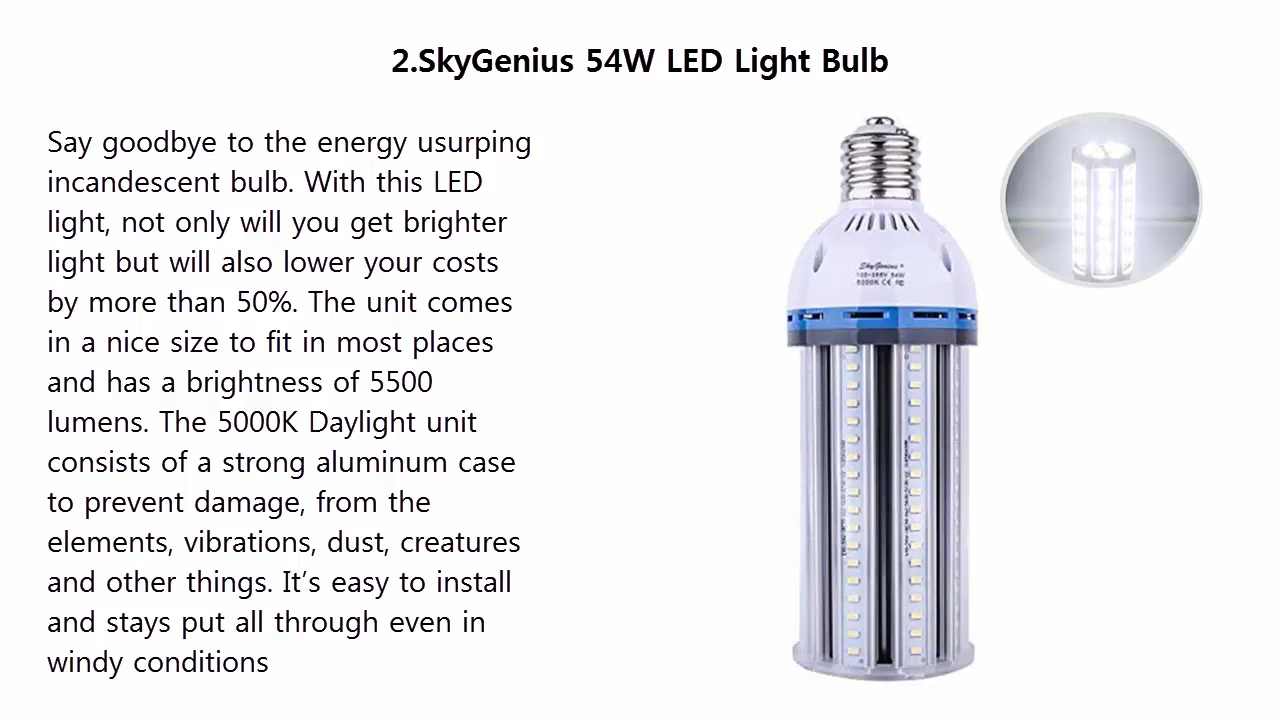 2.SkyGenius 54W LED Light Bulb
Say goodbye to the energy usurping
incandescent bulb. With this LED
light, not only will you get brighter
light but will also lower your costs
by more than 50%. The unit comes
in a nice size to fit in most places
and has a brightness of 5500
lumens. The 5000K Daylight unit
consists of a strong aluminum case
to prevent damage, from the
elements, vibrations, dust, creatures
and other things. It’s easy to install
and stays put all through even in
windy conditions
SkyGenius
54W
5000K CE